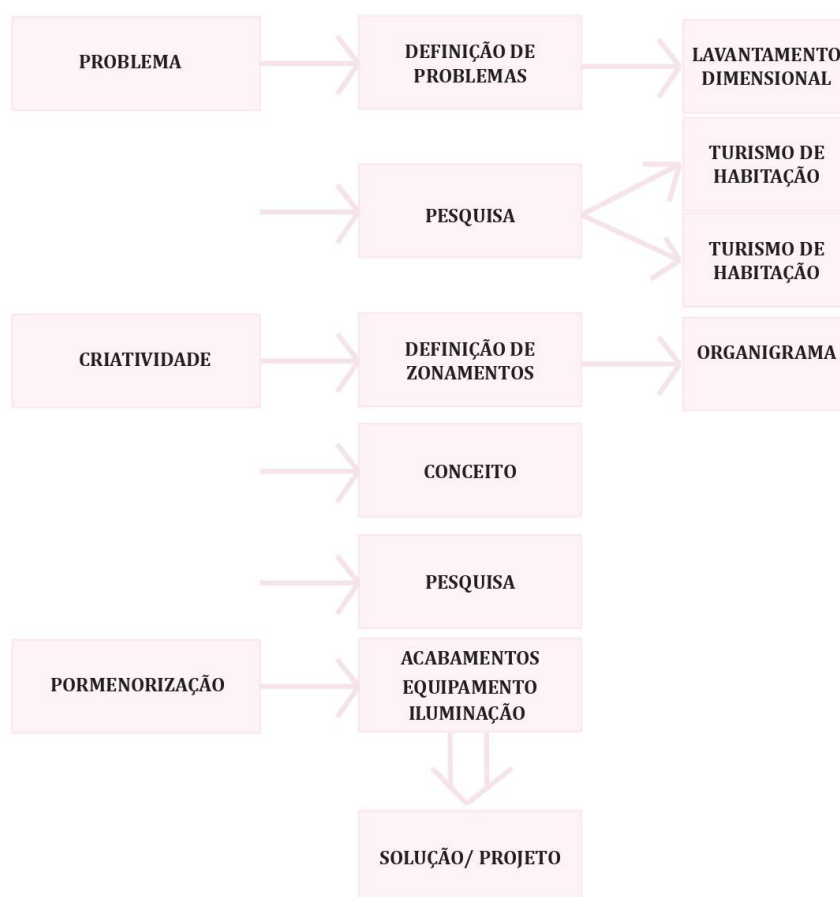 PROBLEMA
DEFINIÇÃO DE
PROBLEMAS
LAVANTAMENTO
DIMENSIONAL
PESQUISA
TURISMO DE
HABITAÇÃO
TURISMO DE
HABITAÇÃO
CRIATIVIDADE
DEFINIÇÃO DE
ZONAMENTOS
ORGANIGRAMA
CONCEITO
PESQUISA
PORMENORIZAÇÃO
ACABAMENTOS
EQUIPAMENTO
ILUMINAÇÃO
SOLUÇÃO/ PROJETO